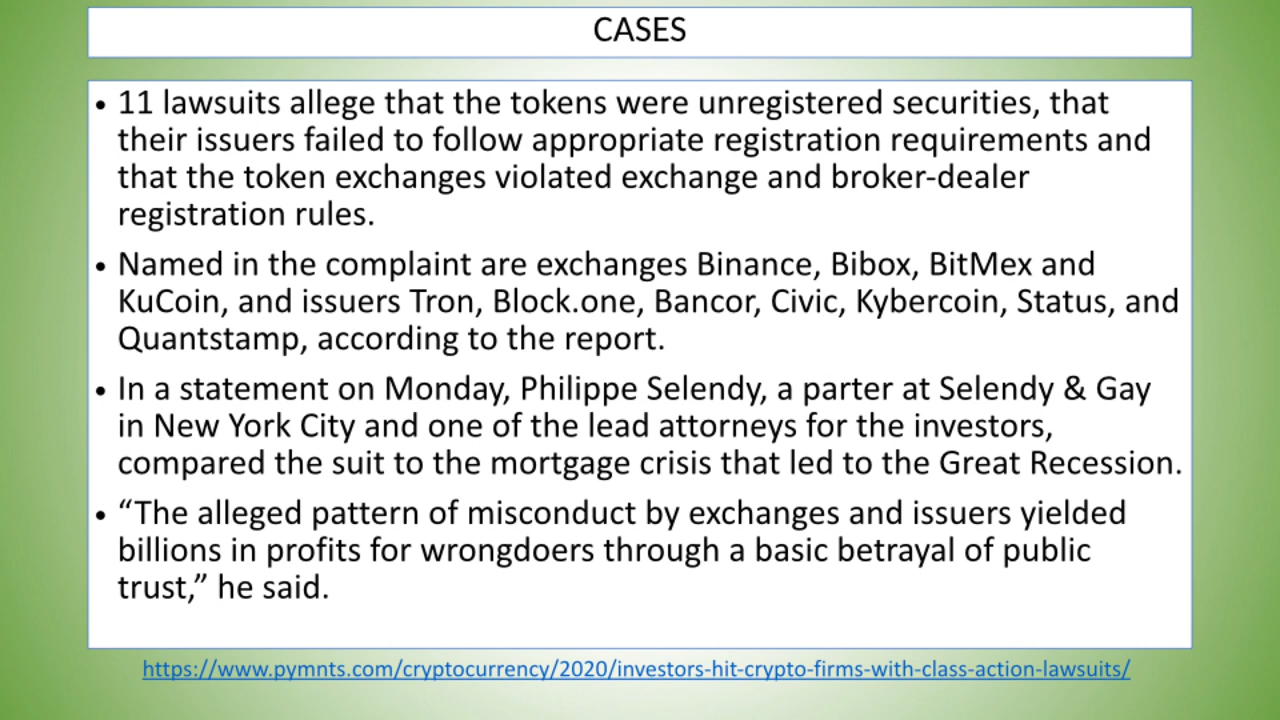 CASES
• 11 lawsuits allege that the tokens were unregistered securities, that
their issuers failed to follow appropriate registration requirements and
that the token exchanges violated exchange and broker-dealer
registration rules.
• Named in the complaint are exchanges Binance, Bibox, BitMex and
KuCoin, and issuers Tron, Block.one, Bancor, Civic, Kybercoin, Status, and
Quantstamp, according to the report.
• In a statement on Monday, Philippe Selendy, a parter at Selendy & Gay
in New York City and one of the lead attorneys for the investors,
compared the suit to the mortgage crisis that led to the Great Recession.
• “The alleged pattern of misconduct by exchanges and issuers yielded
billions in profits for wrongdoers through a basic betrayal of public
trust,” he said.
https://www.pymnts.com/cryptocurrency/2020/investors-hit-crypto-firms-with-class-action-lawsuits/